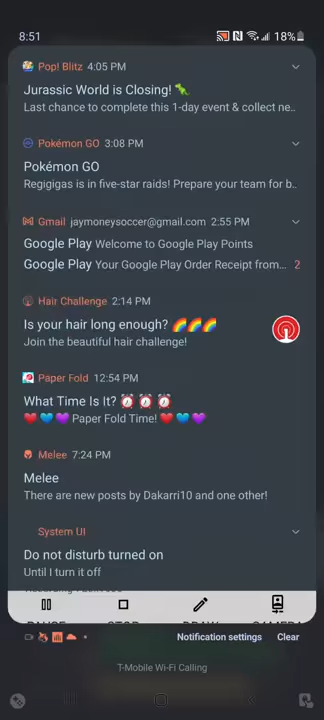 8:51 18%
Pop! Blitz 4:05 PM
Jurassic World is Closing! 🦖
Last chance to complete this 1-day event & collect ne..
Pokémon GO 3:08 PM
Pokémon GO
Regigigas is in five-star raids! Prepare your team for b..
Gmail jaymoneysoccer@gmail.com 2:55 PM
Google Play Welcome to Google Play Points
Google Play Your Google Play Order Receipt from... 2
Hair Challenge 2:14 PM
Is your hair long enough? 🌈🌈🌈
Join the beautiful hair challenge!
Paper Fold 12:54 PM
What Time Is It? ⏰⏰⏰
❤️💙💜 Paper Fold Time! ❤️💙💜
Melee 7:24 PM
Melee
There are new posts by Dakarri10 and one other!
System UI
Do not disturb turned on
Until I turn it off
Notification settings Clear
T-Mobile Wi-Fi Calling